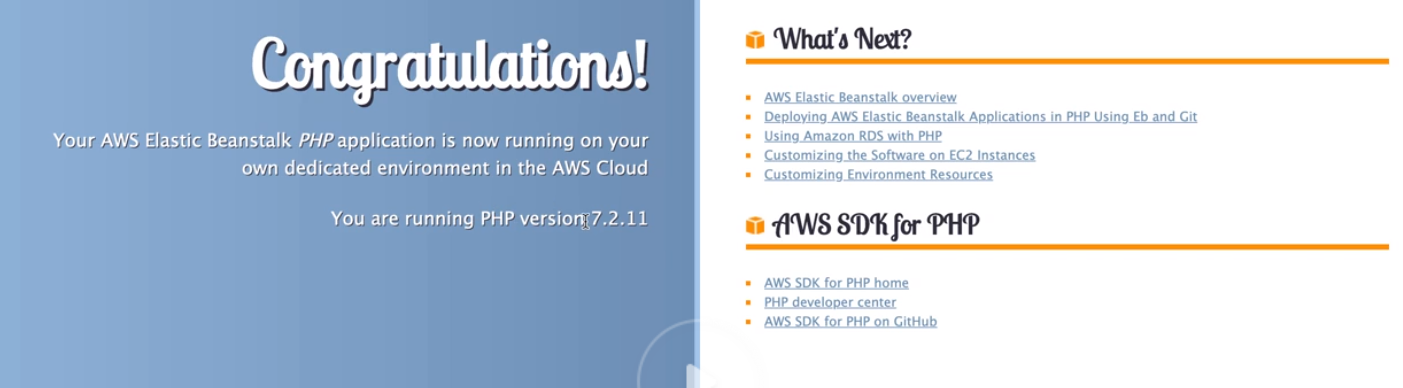 Congratulations!
Your AWS Elastic Beanstalk PHP application is now running on your
own dedicated environment in the AWS Cloud
You are running PHP version 7.2.11
What's Next?
AWS Elastic Beanstalk overview
Deploying AWS Elastic Beanstalk Applications in PHP Using Eb and Git
Using Amazon RDS with PHP
Customizing the Software on EC2 Instances
Customizing Environment Resources
AWS SDK for PHP
AWS SDK for PHP home
PHP developer center
AWS SDK for PHP on GitHub